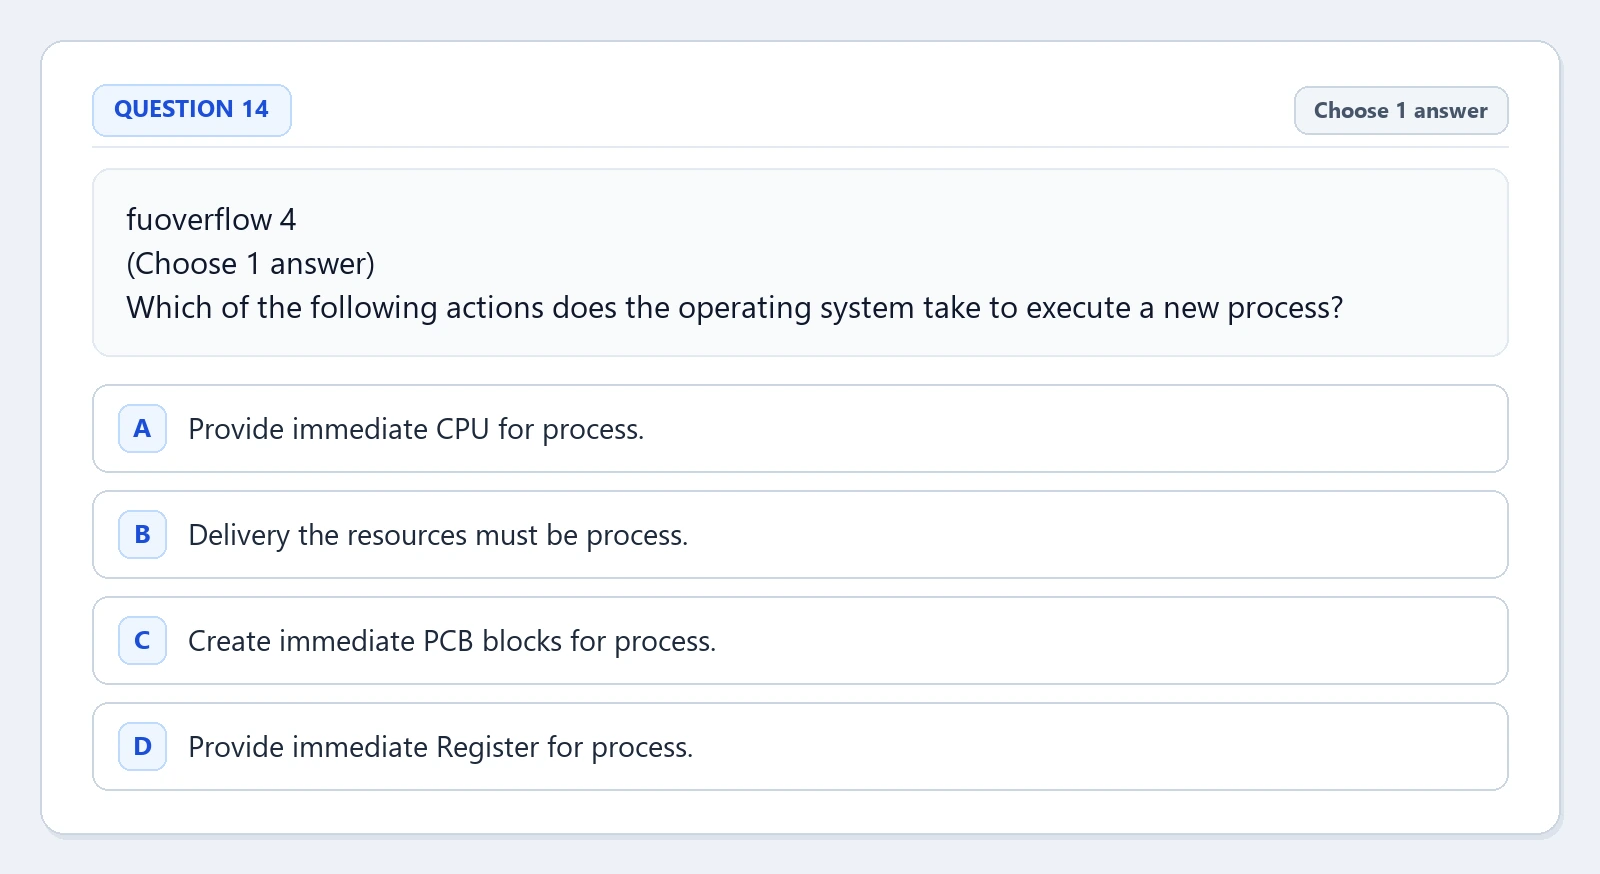 QUESTION 14
Choose 1 answer
fuoverflow 4
(Choose 1 answer)
Which of the following actions does the operating system take to execute a new process?
A Provide immediate CPU for process.
B Delivery the resources must be process.
C Create immediate PCB blocks for process.
D Provide immediate Register for process.